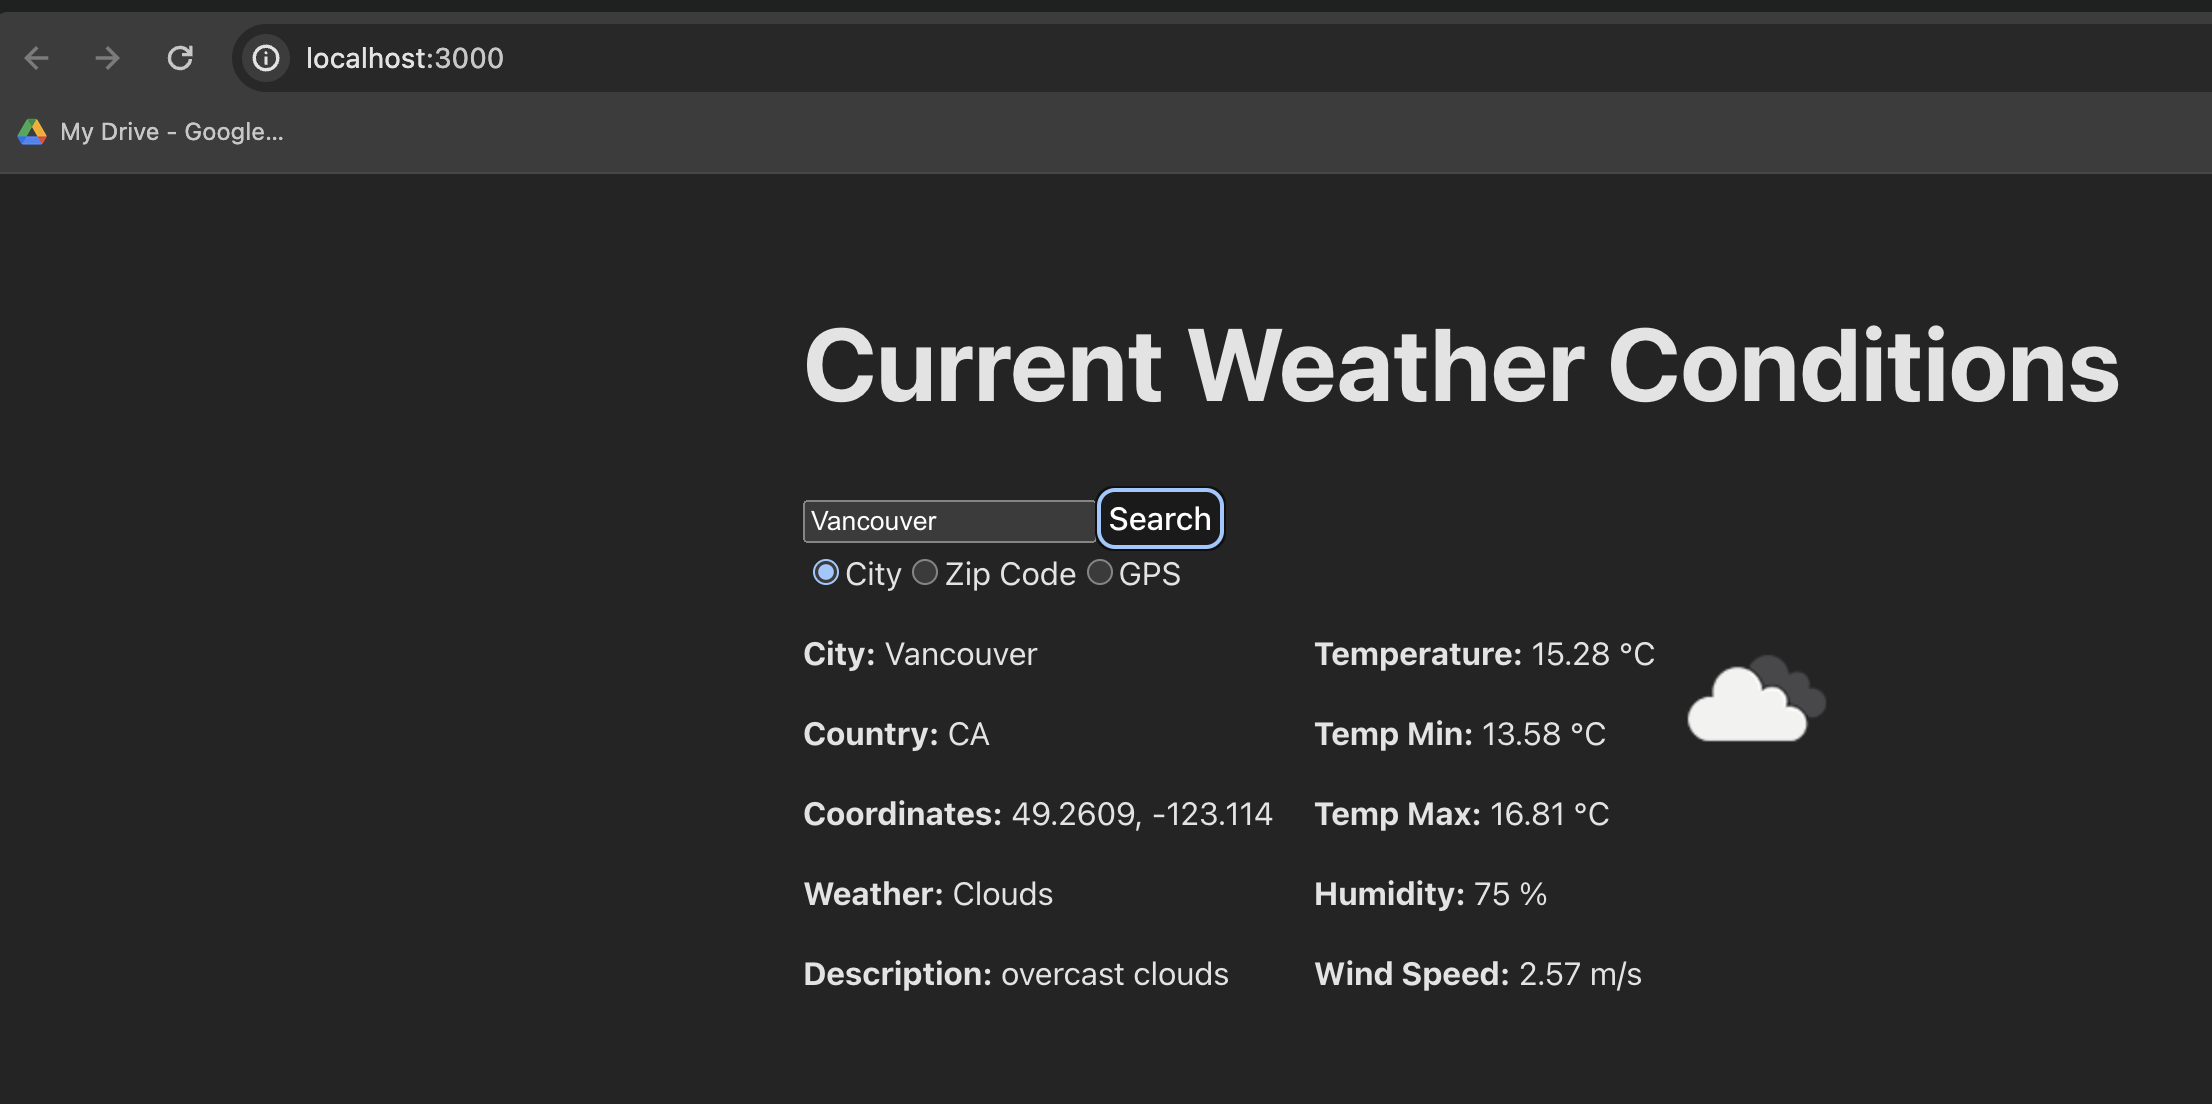 localhost:3000
My Drive - Google...
Current Weather Conditions
Vancouver Search
City Zip Code GPS
City: Vancouver
Country: CA
Coordinates: 49.2609, -123.114
Weather: Clouds
Description: overcast clouds
Temperature: 15.28 °C
Temp Min: 13.58 °C
Temp Max: 16.81 °C
Humidity: 75 %
Wind Speed: 2.57 m/s